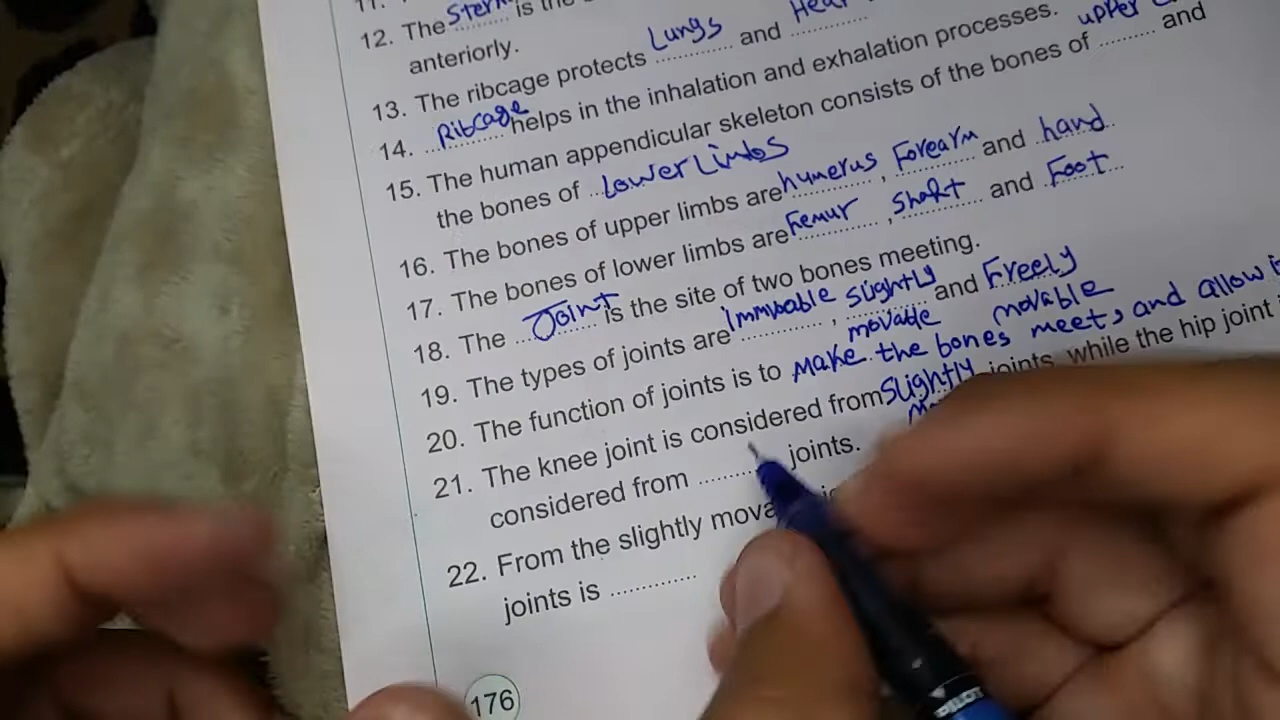 11.
12. The Stern is the
anteriorly.
13. The ribcage protects Lungs and Hear
14. Ribcage helps in the inhalation and exhalation processes.
15. The human appendicular skeleton consists of the bones of upper ......... and
the bones of Lower Limbs
16. The bones of upper limbs are humerus, Forearm and hand
17. The bones of lower limbs are Femur, Shaft and Foot
18. The Joint is the site of two bones meeting.
19. The types of joints are Immvoable, slightly movable and Freely movable
20. The function of joints is to make the bones meet, and allow
21. The knee joint is considered from Slightly joints, while the hip joint
considered from ......... joints.
22. From the slightly mova
joints is ............
176